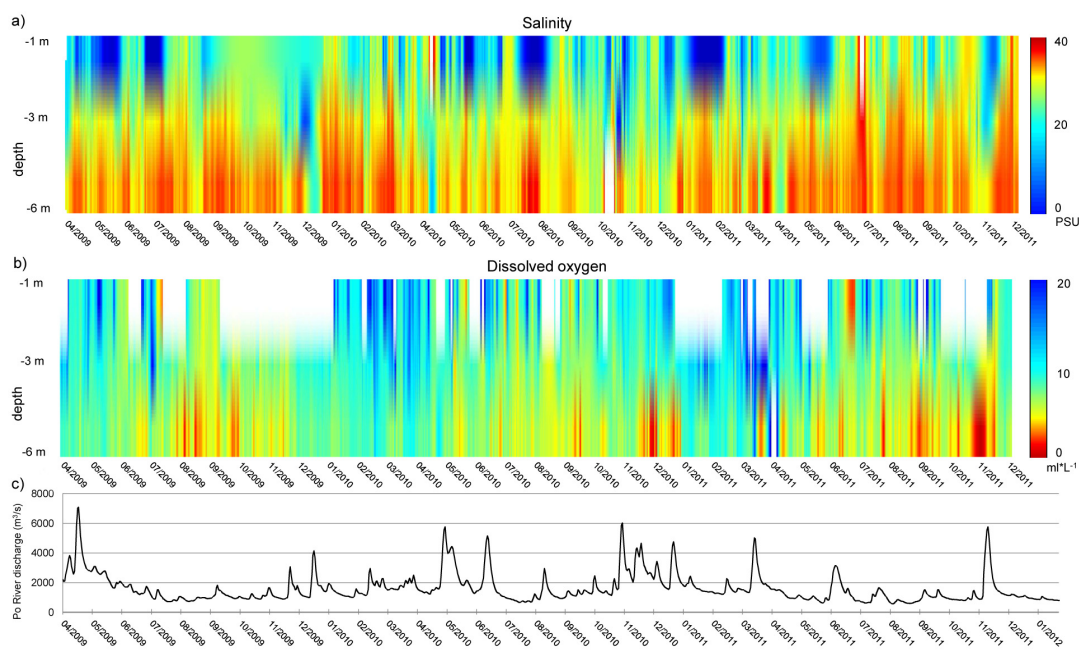 a)
Salinity
-1 m
-3 m
-6 m
depth
40
20
0
PSU
04/2009 05/2009 06/2009 07/2009 08/2009 09/2009 10/2009 11/2009 12/2009 01/2010 02/2010 03/2010 04/2010 05/2010 06/2010 07/2010 08/2010 09/2010 10/2010 11/2010 12/2010 01/2011 02/2011 03/2011 04/2011 05/2011 06/2011 07/2011 08/2011 09/2011 10/2011 11/2011 12/2011
b)
Dissolved oxygen
-1 m
-3 m
-6 m
depth
20
10
0
ml*L⁻¹
04/2009 05/2009 06/2009 07/2009 08/2009 09/2009 10/2009 11/2009 12/2009 01/2010 02/2010 03/2010 04/2010 05/2010 06/2010 07/2010 08/2010 09/2010 10/2010 11/2010 12/2010 01/2011 02/2011 03/2011 04/2011 05/2011 06/2011 07/2011 08/2011 09/2011 10/2011 11/2011 12/2011
c)
Po River discharge (m³/s)
8000
6000
4000
2000
0
04/2009 05/2009 06/2009 07/2009 08/2009 09/2009 10/2009 11/2009 12/2009 01/2010 02/2010 03/2010 04/2010 05/2010 06/2010 07/2010 08/2010 09/2010 10/2010 11/2010 12/2010 01/2011 02/2011 03/2011 04/2011 05/2011 06/2011 07/2011 08/2011 09/2011 10/2011 11/2011 12/2011 01/2012